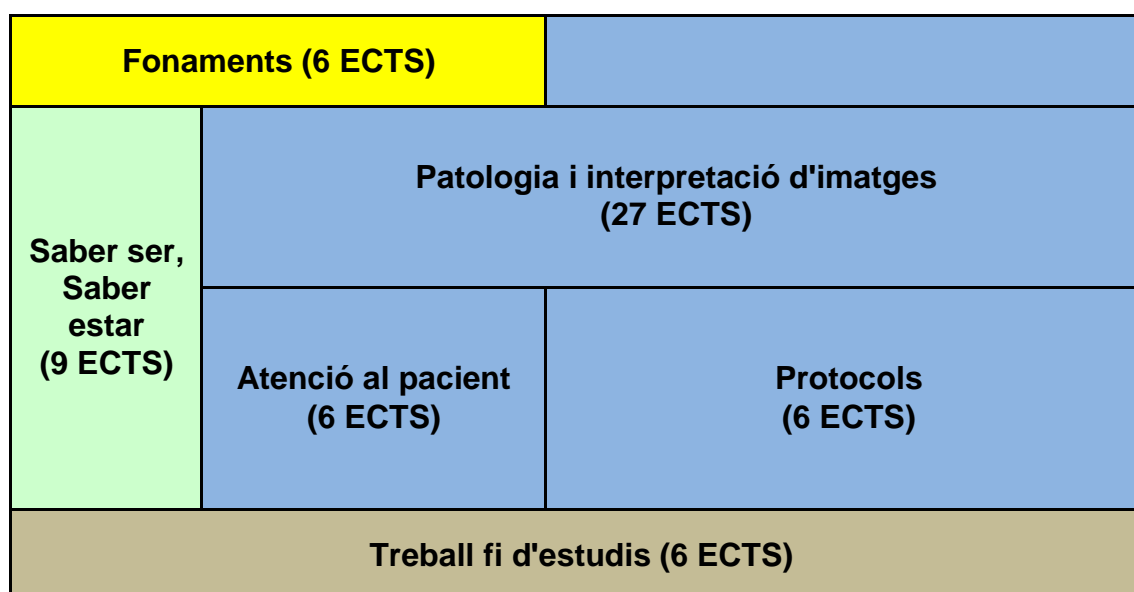 Fonaments (6 ECTS)
Patologia i interpretació d'imatges
(27 ECTS)
Saber ser,
Saber
estar
(9 ECTS)
Atenció al pacient
(6 ECTS)
Protocols
(6 ECTS)
Treball fi d'estudis (6 ECTS)